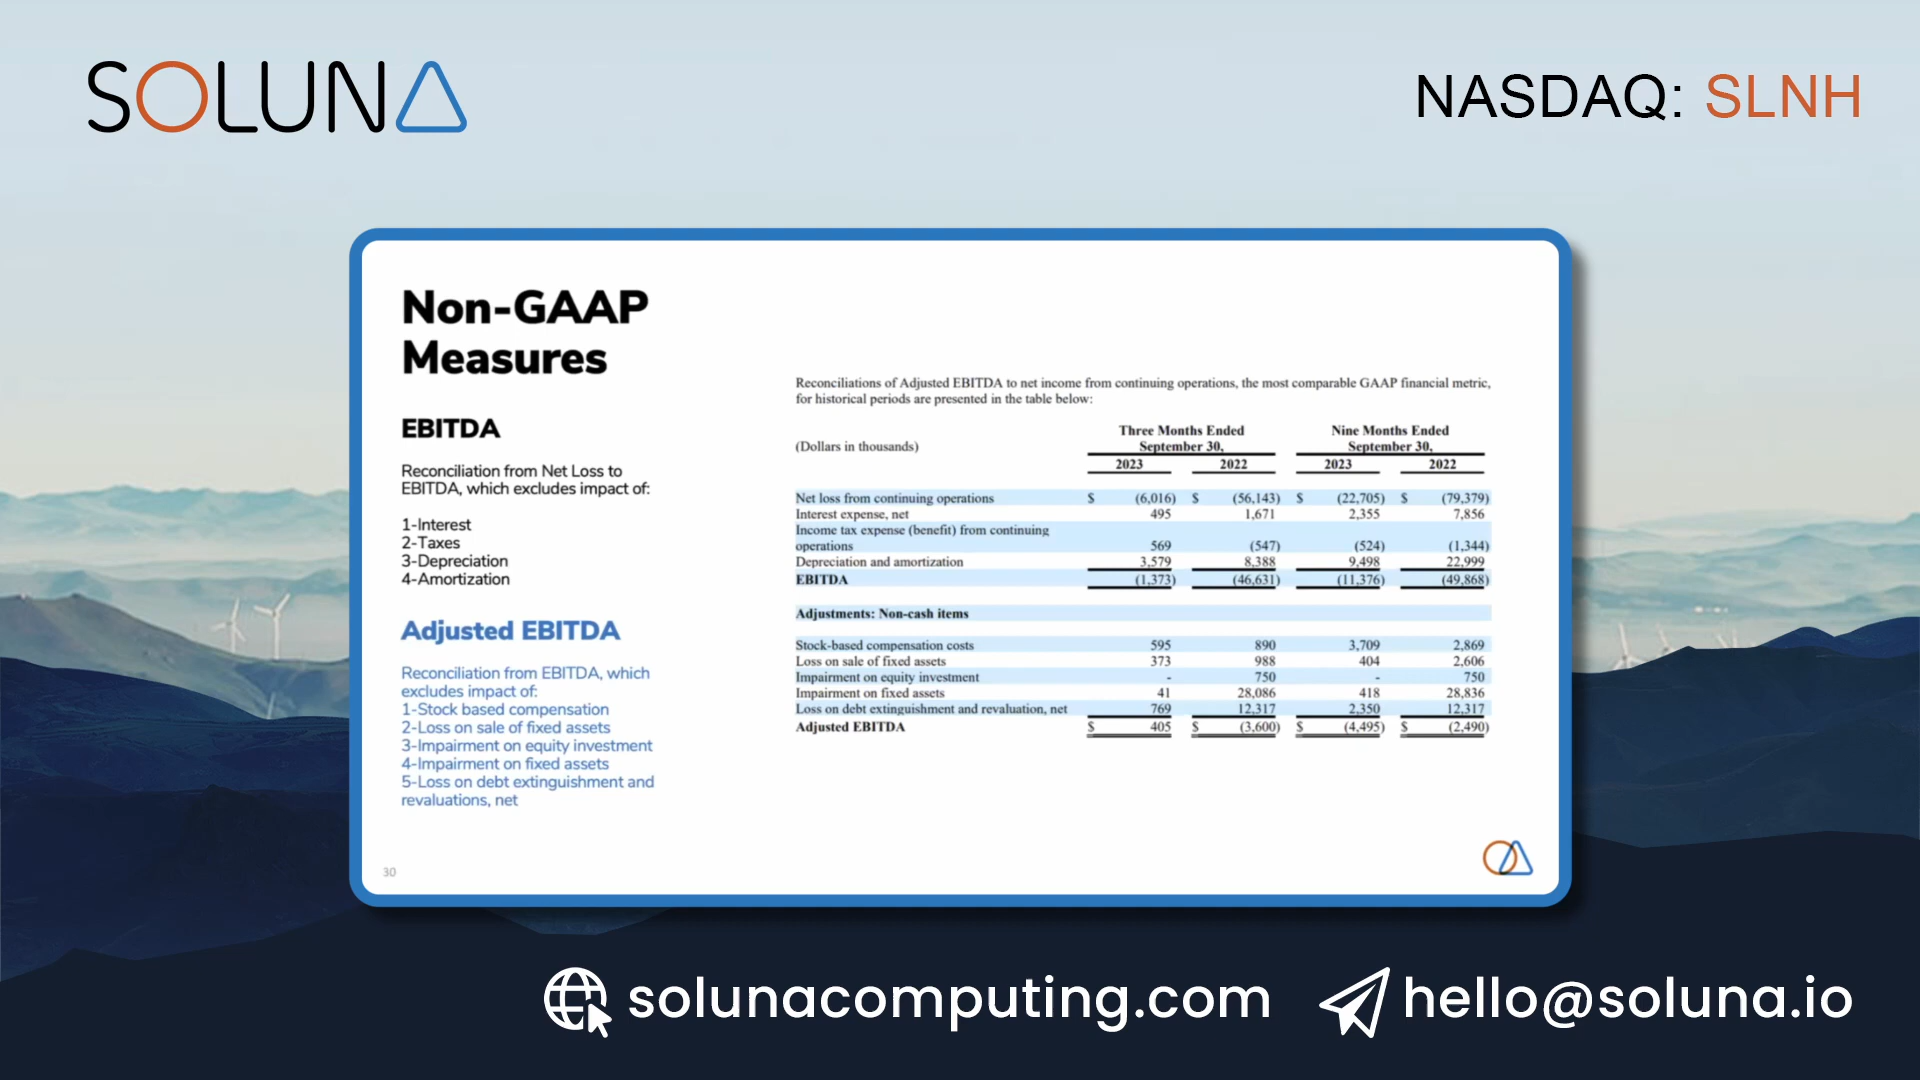 SOLUNA
NASDAQ: SLNH
Non-GAAP
Measures
EBITDA
Reconciliation from Net Loss to
EBITDA, which excludes impact of:
1-Interest
2-Taxes
3-Depreciation
4-Amortization
Adjusted EBITDA
Reconciliation from EBITDA, which
excludes impact of:
1-Stock based compensation
2-Loss on sale of fixed assets
3-Impairment on equity investment
4-Impairment on fixed assets
5-Loss on debt extinguishment and
revaluations, net
30
Reconciliations of Adjusted EBITDA to net income from continuing operations, the most comparable GAAP financial metric,
for historical periods are presented in the table below:
Three Months Ended Nine Months Ended
(Dollars in thousands) September 30, September 30,
2023 2022 2023 2022
Net loss from continuing operations $ (6,016) $ (56,143) $ (22,705) $ (79,379)
Interest expense, net 495 1,671 2,355 7,856
Income tax expense (benefit) from continuing
operations 569 (547) (524) (1,344)
Depreciation and amortization 3,579 8,388 9,498 22,999
EBITDA (1,373) (46,631) (11,376) (49,868)
Adjustments: Non-cash items
Stock-based compensation costs 595 890 3,709 2,869
Loss on sale of fixed assets 373 988 404 2,606
Impairment on equity investment - 750 - 750
Impairment on fixed assets 41 28,086 418 28,836
Loss on debt extinguishment and revaluation, net 769 12,317 2,350 12,317
Adjusted EBITDA $ 405 $ (3,600) $ (4,495) $ (2,490)
solunacomputing.com
hello@soluna.io